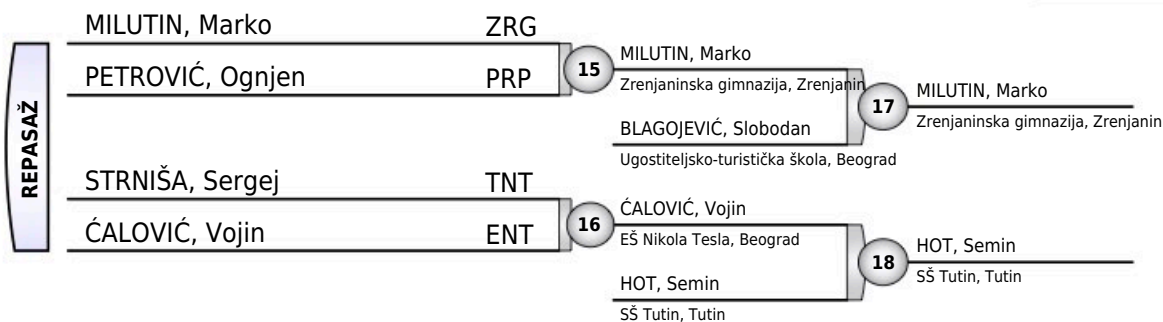 REPASAŽ
MILUTIN, Marko ZRG
PETROVIĆ, Ognjen PRP
15
MILUTIN, Marko
Zrenjaninska gimnazija, Zrenjanin
BLAGOJEVIĆ, Slobodan
Ugostiteljsko-turistička škola, Beograd
17
MILUTIN, Marko
Zrenjaninska gimnazija, Zrenjanin
STRNIŠA, Sergej TNT
ĆALOVIĆ, Vojin ENT
16
ĆALOVIĆ, Vojin
EŠ Nikola Tesla, Beograd
HOT, Semin
SŠ Tutin, Tutin
18
HOT, Semin
SŠ Tutin, Tutin